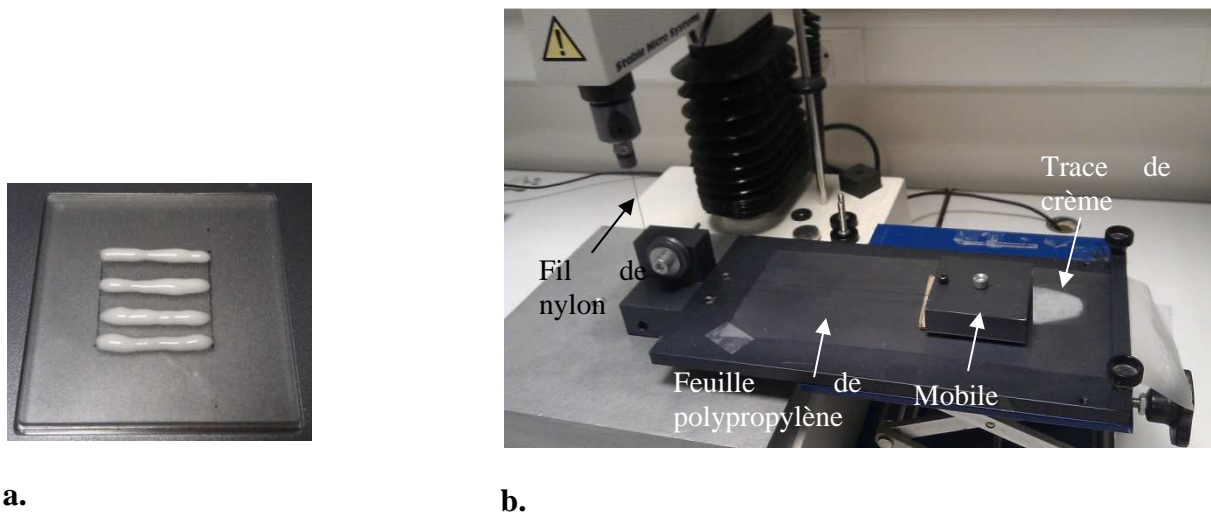 Stable Micro Systems
Trace de
crème
Fil de
nylon
Feuille de
polypropylène
Mobile
a.
b.